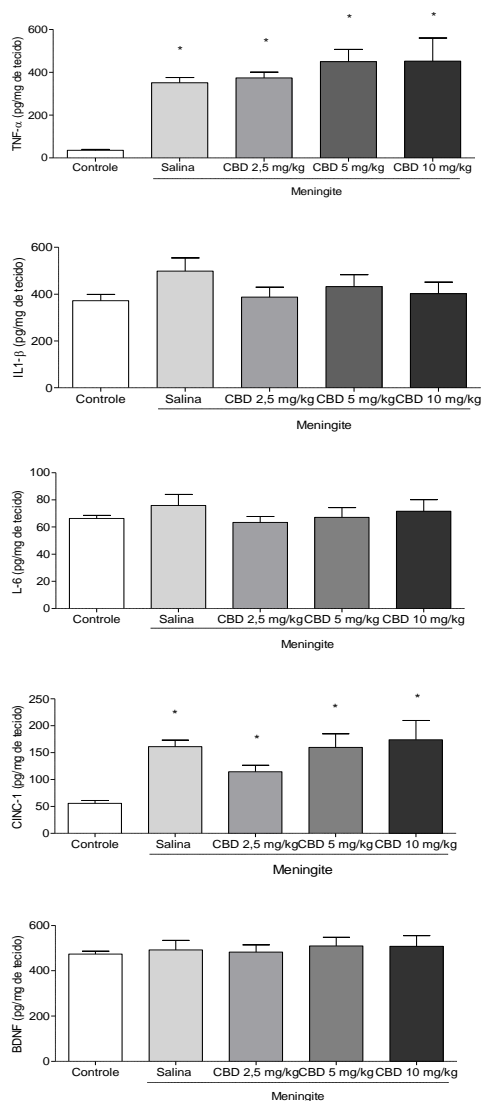 TNF-α (pg/mg de tecido)
600
400
200
0
* * * *
Controle Salina CBD 2,5 mg/kg CBD 5 mg/kg CBD 10 mg/kg
Meningite
IL1-β (pg/mg de tecido)
600
400
200
0
Controle Salina CBD 2,5 mg/kg CBD 5 mg/kg CBD 10 mg/kg
Meningite
L-6 (pg/mg de tecido)
100
80
60
40
20
0
Controle Salina CBD 2,5 mg/kg CBD 5 mg/kg CBD 10 mg/kg
Meningite
CINC-1 (pg/mg de tecido)
250
200
150
100
50
0
* * * *
Controle Salina CBD 2,5 mg/kg CBD 5 mg/kg CBD 10 mg/kg
Meningite
BDNF (pg/mg de tecido)
600
400
200
0
Controle Salina CBD 2,5 mg/kg CBD 5 mg/kg CBD 10 mg/kg
Meningite